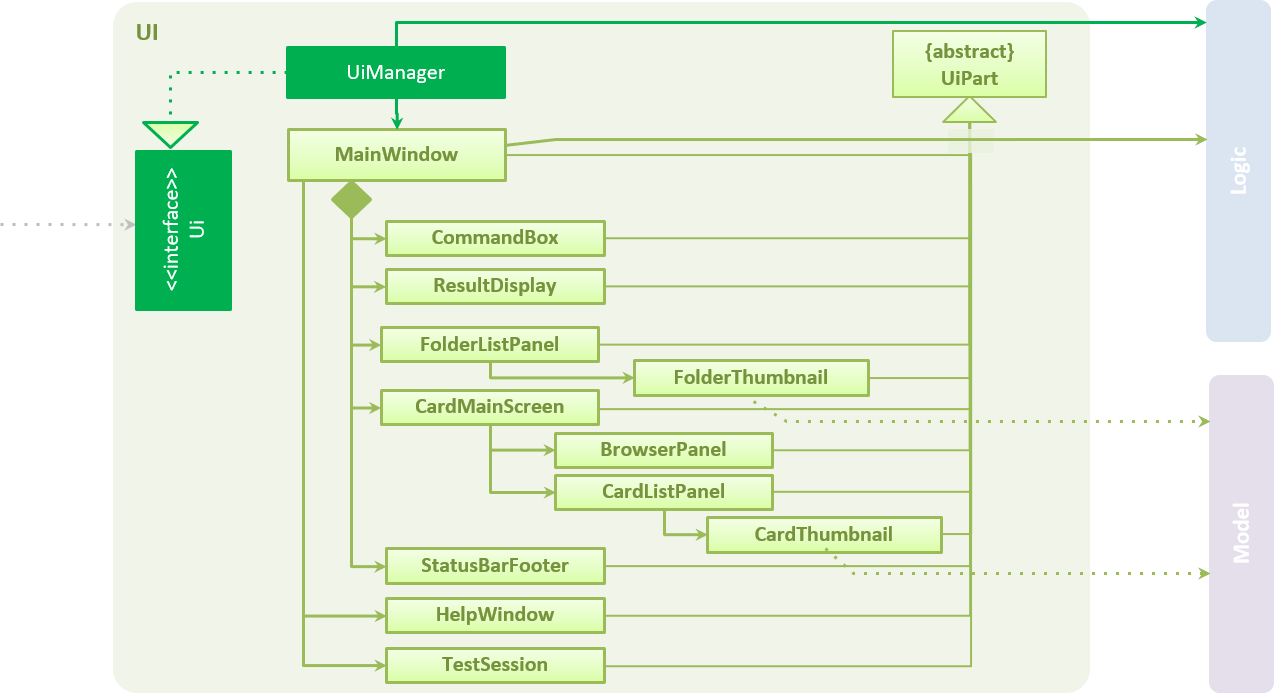 UI
UiManager
{abstract}
UiPart
MainWindow
<<interface>>
Ui
Logic
CommandBox
ResultDisplay
FolderListPanel
FolderThumbnail
CardMainScreen
BrowserPanel
CardListPanel
CardThumbnail
Model
StatusBarFooter
HelpWindow
TestSession